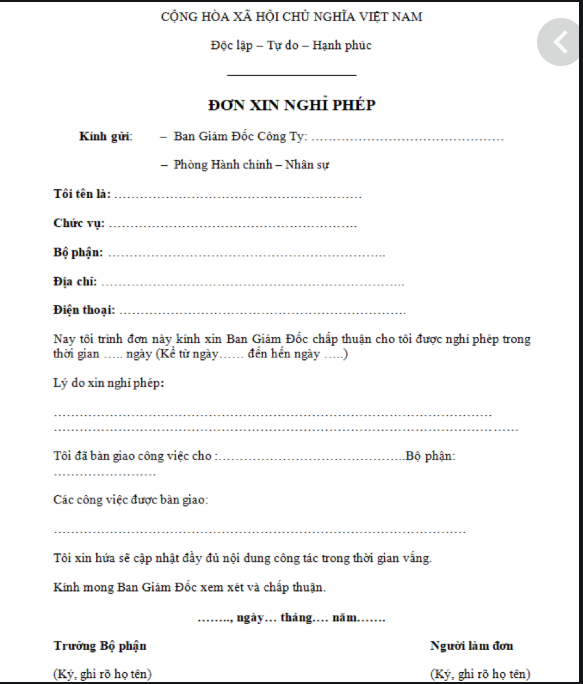 CỘNG HÒA XÃ HỘI CHỦ NGHĨA VIỆT NAM
Độc lập – Tự do – Hạnh phúc
ĐƠN XIN NGHỈ PHÉP
Kính gửi: – Ban Giám Đốc Công Ty: ………………………………………
– Phòng Hành chính – Nhân sự
Tôi tên là: …………………………………………………
Chức vụ: …………………………………………………
Bộ phận: ………………………………………………………
Địa chỉ: ……………………………………………………………
Điện thoại: …………………………………………………………
Nay tôi trình đơn này kính xin Ban Giám Đốc chấp thuận cho tôi được nghỉ phép trong
thời gian ….. ngày (Kể từ ngày…… đến hến ngày …..)
Lý do xin nghỉ phép:
…………………………………………………………………………………………
………………………………………………………………………………………………
Tôi đã bàn giao công việc cho :……………………………………..Bộ phận:
……………………
Các công việc được bàn giao:
……………………………………………………………………………………
Tôi xin hứa sẽ cập nhật đầy đủ nội dung công tác trong thời gian vắng.
Kính mong Ban Giám Đốc xem xét và chấp thuận.
…….., ngày… tháng…. năm…….
Trưởng Bộ phận Người làm đơn
(Ký, ghi rõ họ tên) (Ký, ghi rõ họ tên)